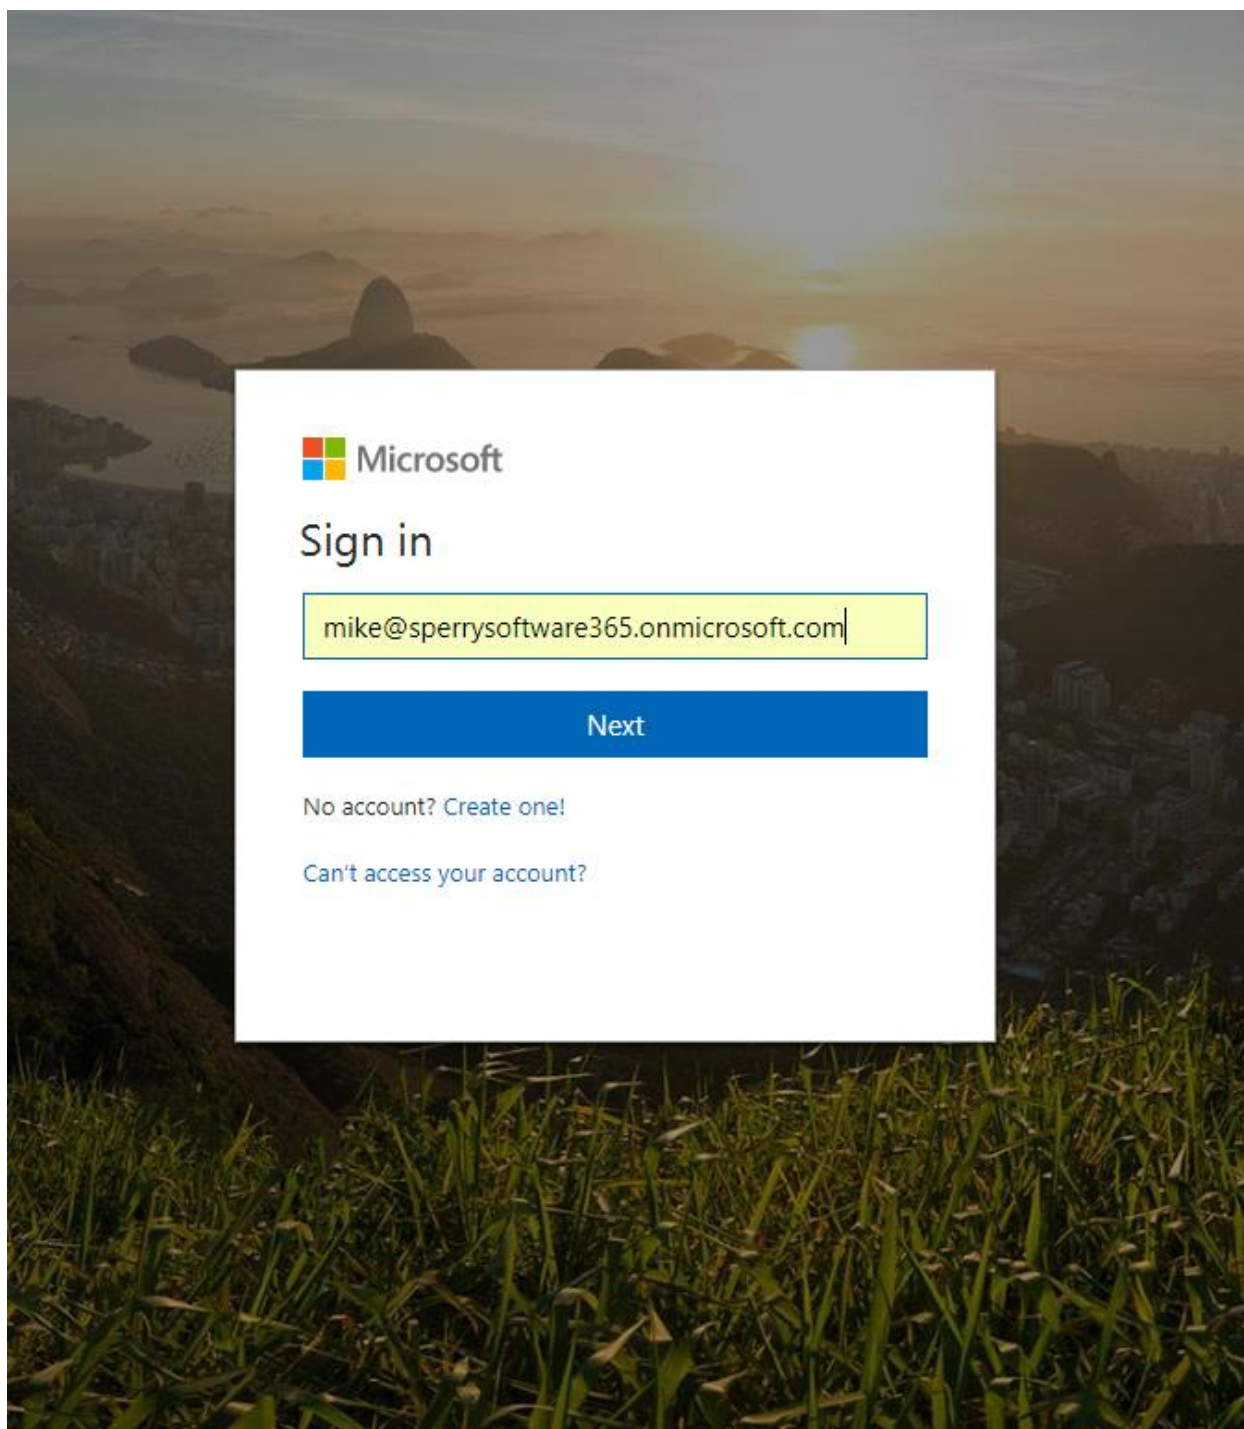 Microsoft
Sign in
mike@sperrysoftware365.onmicrosoft.com
Next
No account? Create one!
Can't access your account?